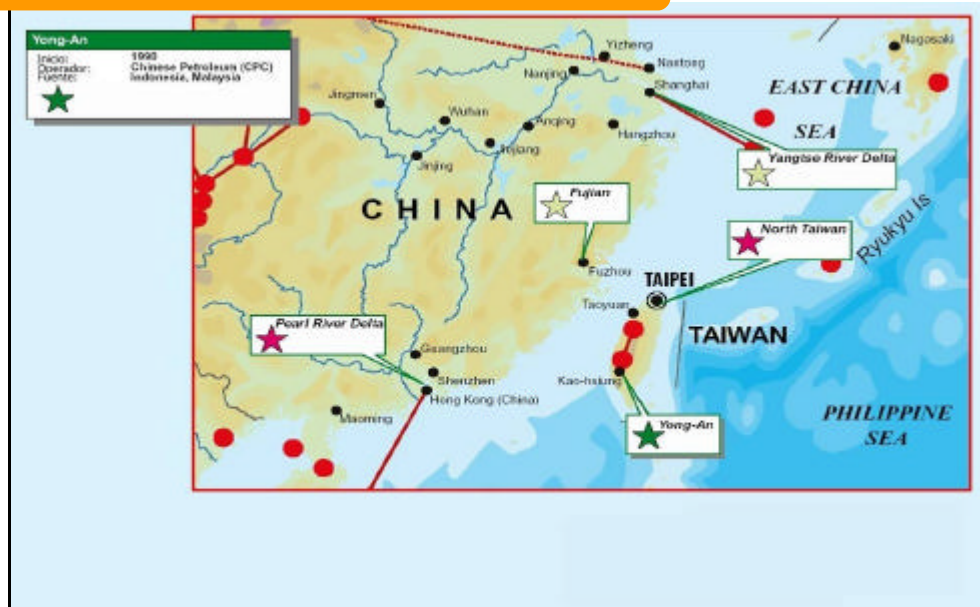 Yong-An
Inicio: 1990
Operador: Chinese Petroleum (CPC)
Fuente: Indonesia, Malaysia
Yizheng
Nagasaki
Nanjing
Nantong
Shanghai
EAST CHINA
SEA
Jingmen
Wuhan
Anqing
Hangzhou
Jinjing
Jiujiang
Yangtse River Delta
CHINA
Fujian
North Taiwan
Ryukyu Is
Fuzhou
TAIPEI
Taoyuan
TAIWAN
Pearl River Delta
Guangzhou
Shenzhen
Hong Kong (China)
Kao-hsiung
Maoming
Yong-An
PHILIPPINE
SEA